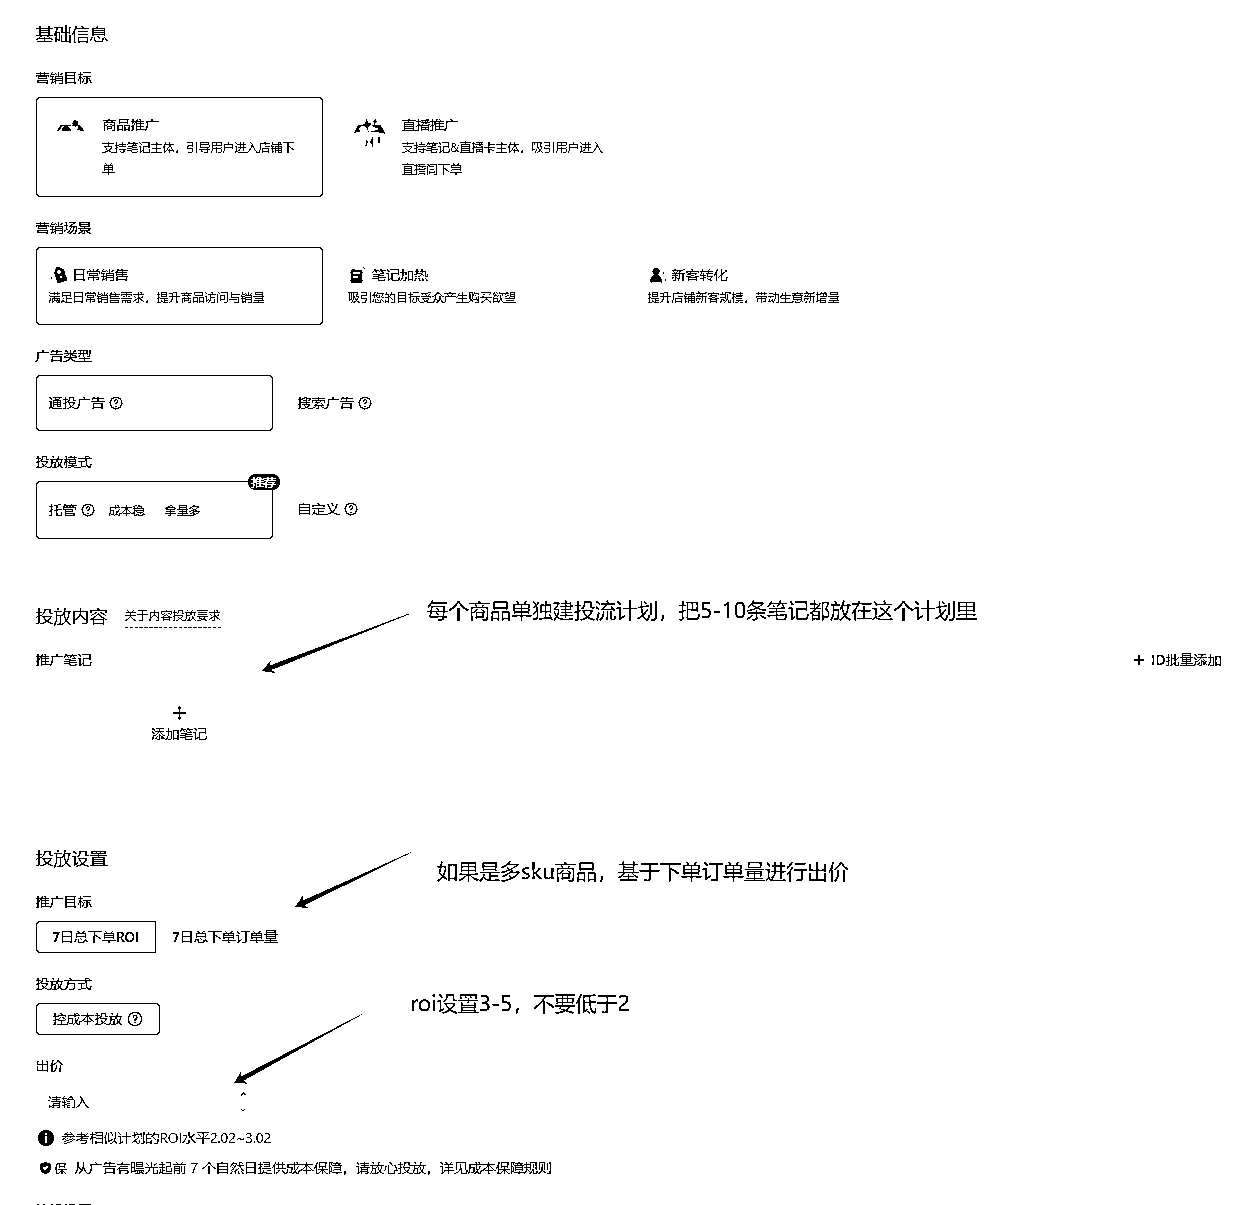 基础信息
营销目标
商品推广
支持笔记主体，引导用户进入店铺下
单
直播推广
支持笔记&直播卡主体，吸引用户进入
直播间下单
营销场景
日常销售
满足日常销售需求，提升商品访问与销量
笔记加热
吸引您的目标受众产生购买欲望
新客转化
提升店铺新客规模，带动生意新增量
广告类型
通投广告
搜索广告
投放模式
推荐
托管 成本稳 拿量多
自定义
投放内容 关于内容投放要求
每个商品单独建投流计划，把5-10条笔记都放在这个计划里
推广笔记
+ ID批量添加
添加笔记
投放设置
如果是多sku商品，基于下单订单量进行出价
推广目标
7日总下单ROI 7日总下单订单量
投放方式
roi设置3-5，不要低于2
控成本投放
出价
请输入
参考相似计划的ROI水平2.02~3.02
保 从广告有曝光起前 7 个自然日提供成本保障，请放心投放，详见成本保障规则